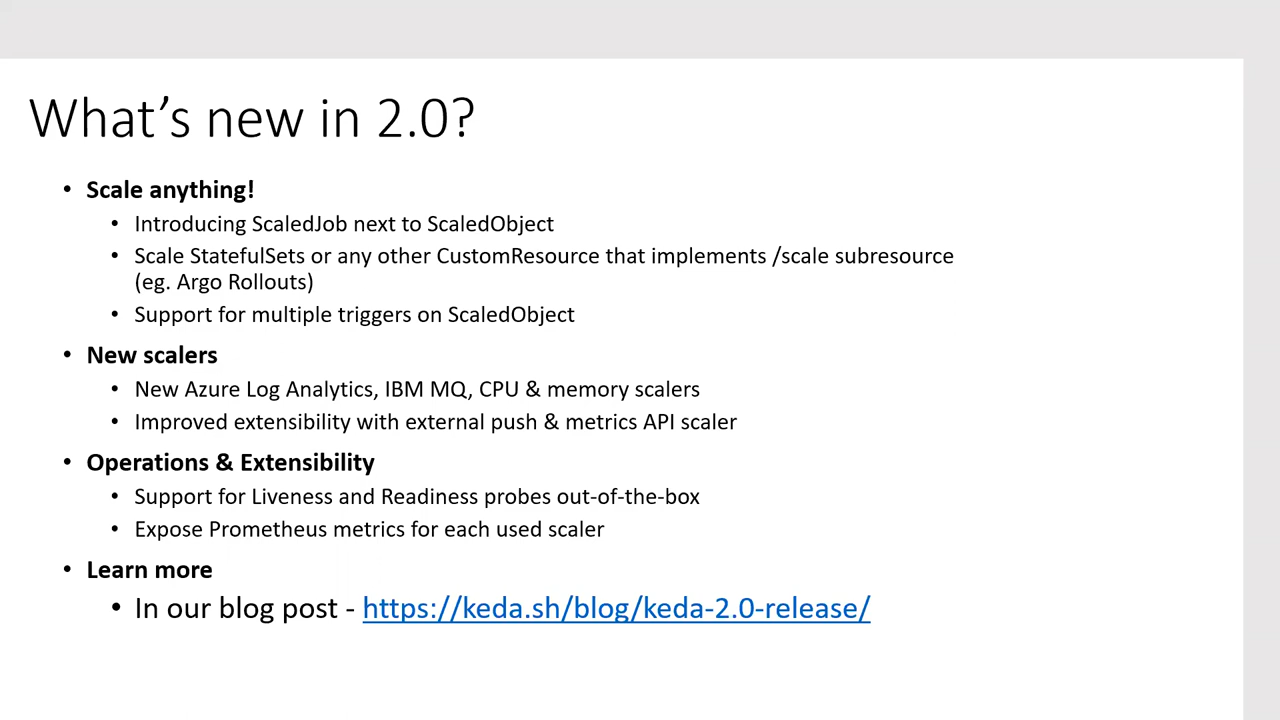 What's new in 2.0?
• Scale anything!
• Introducing ScaledJob next to ScaledObject
• Scale StatefulSets or any other CustomResource that implements /scale subresource
(eg. Argo Rollouts)
• Support for multiple triggers on ScaledObject
• New scalers
• New Azure Log Analytics, IBM MQ, CPU & memory scalers
• Improved extensibility with external push & metrics API scaler
• Operations & Extensibility
• Support for Liveness and Readiness probes out-of-the-box
• Expose Prometheus metrics for each used scaler
• Learn more
• In our blog post - https://keda.sh/blog/keda-2.0-release/